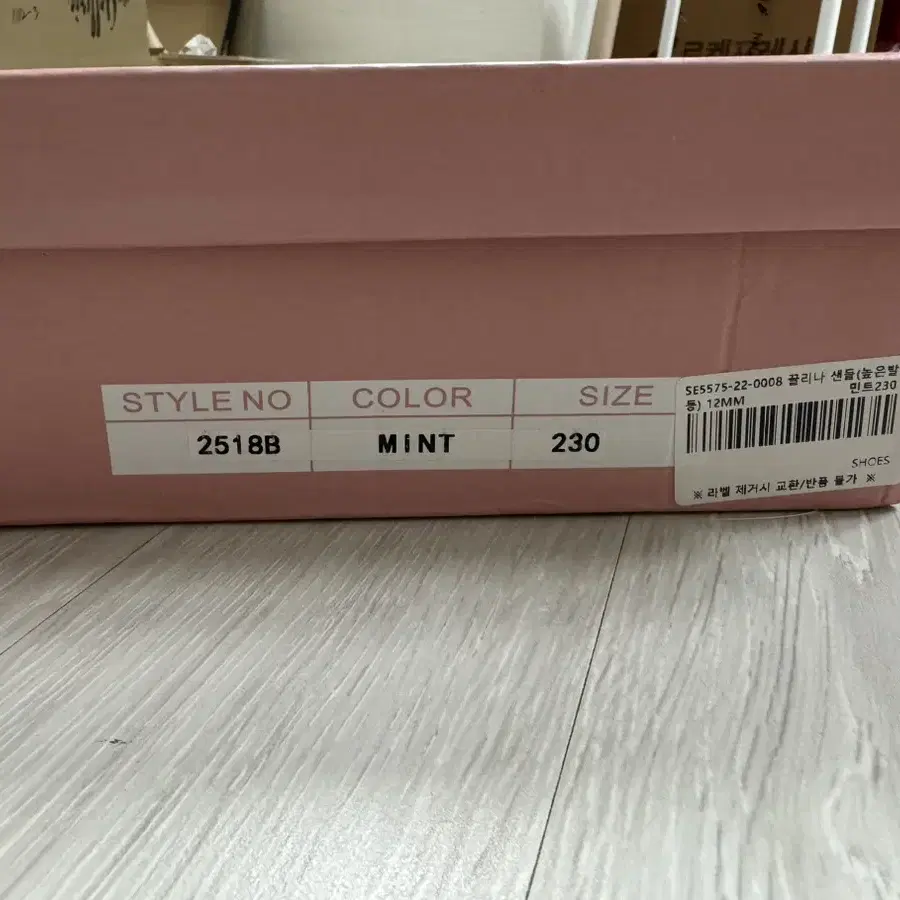 STYLE NO COLOR SIZE
2518B MiNT 230
SE5575-22-0008 끌리나 샌들(높은발
등) 12MM 민트230
SHOES
※ 라벨 제거시 교환/반품 불가 ※